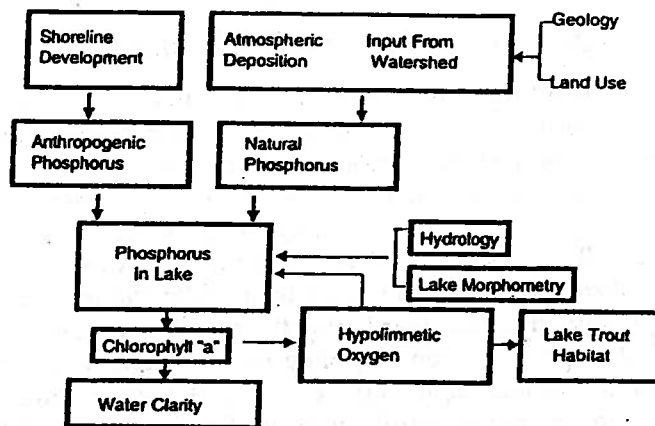 Shoreline
Development
Atmospheric
Deposition
Input From
Watershed
Geology
Land Use
Anthropogenic
Phosphorus
Natural
Phosphorus
Phosphorus
in Lake
Hydrology
Lake Morphometry
Chlorophyll "a"
Hypolimnetic
Oxygen
Lake Trout
Habitat
Water Clarity